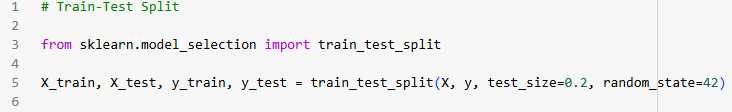 1 # Train-Test Split
2
3 from sklearn.model_selection import train_test_split
4
5 X_train, X_test, y_train, y_test = train_test_split(X, y, test_size=0.2, random_state=42)
6